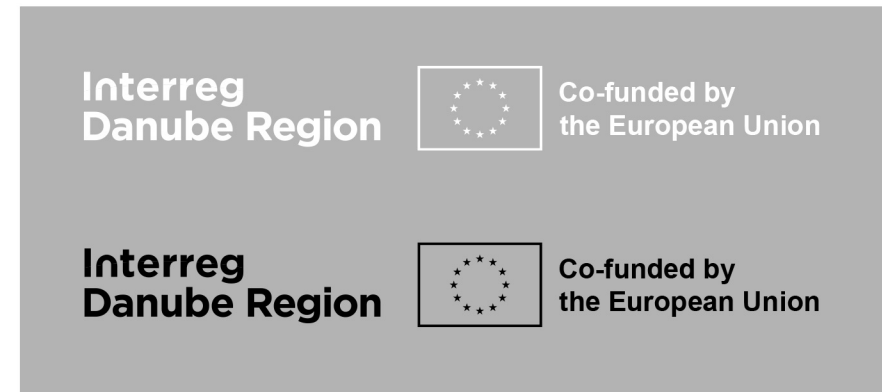 Interreg
Danube Region
Co-funded by
the European Union
Interreg
Danube Region
Co-funded by
the European Union